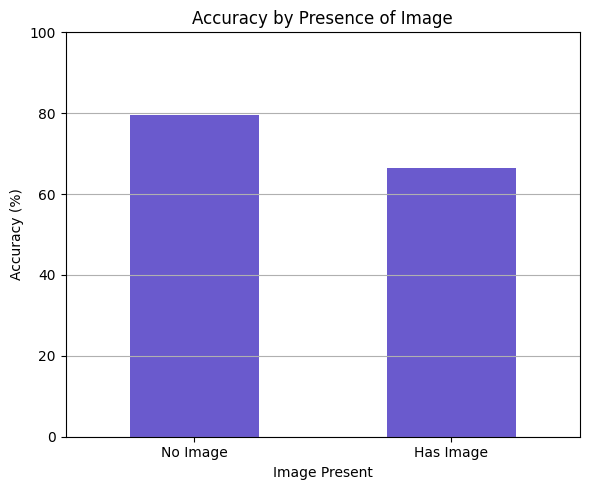 Accuracy by Presence of Image
100
80
60
40
20
0
Accuracy (%)
No Image
Has Image
Image Present